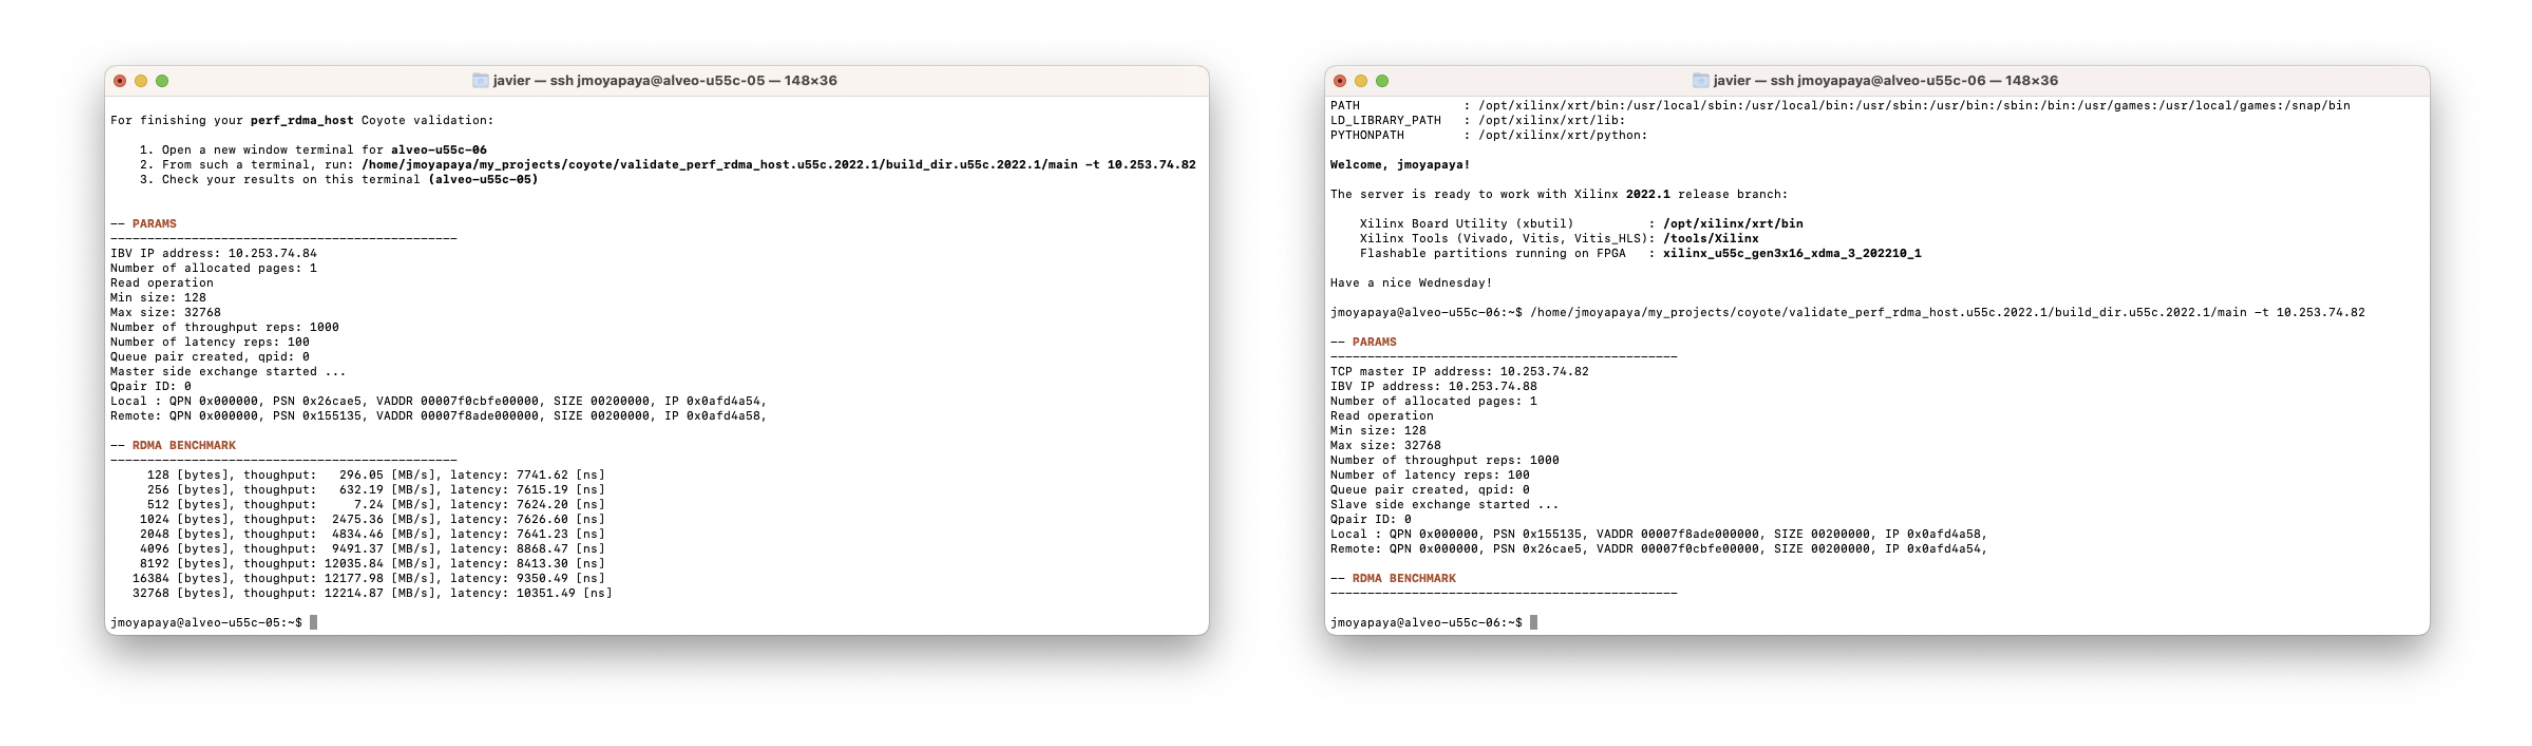 javier — ssh jmoyapaya@alveo-u55c-05 — 148×36
For finishing your perf_rdma_host Coyote validation:
1. Open a new window terminal for alveo-u55c-06
2. From such a terminal, run: /home/jmoyapaya/my_projects/coyote/validate_perf_rdma_host.u55c.2022.1/build_dir.u55c.2022.1/main -t 10.253.74.82
3. Check your results on this terminal (alveo-u55c-05)
-- PARAMS
-----------------------------------------------
IBV IP address: 10.253.74.84
Number of allocated pages: 1
Read operation
Min size: 128
Max size: 32768
Number of throughput reps: 1000
Number of latency reps: 100
Queue pair created, qpid: 0
Master side exchange started ...
Qpair ID: 0
Local : QPN 0x000000, PSN 0x26cae5, VADDR 00007f0cbfe00000, SIZE 00200000, IP 0x0afd4a54,
Remote: QPN 0x000000, PSN 0x155135, VADDR 00007f8ade000000, SIZE 00200000, IP 0x0afd4a58,
-- RDMA BENCHMARK
-----------------------------------------------
128 [bytes], thoughput: 296.05 [MB/s], latency: 7741.62 [ns]
256 [bytes], thoughput: 632.19 [MB/s], latency: 7615.19 [ns]
512 [bytes], thoughput: 7.24 [MB/s], latency: 7624.20 [ns]
1024 [bytes], thoughput: 2475.36 [MB/s], latency: 7626.60 [ns]
2048 [bytes], thoughput: 4834.46 [MB/s], latency: 7641.23 [ns]
4096 [bytes], thoughput: 9491.37 [MB/s], latency: 8868.47 [ns]
8192 [bytes], thoughput: 12035.84 [MB/s], latency: 8413.30 [ns]
16384 [bytes], thoughput: 12177.98 [MB/s], latency: 9350.49 [ns]
32768 [bytes], thoughput: 12214.87 [MB/s], latency: 10351.49 [ns]
jmoyapaya@alveo-u55c-05:~$
javier — ssh jmoyapaya@alveo-u55c-06 — 148×36
PATH : /opt/xilinx/xrt/bin:/usr/local/sbin:/usr/local/bin:/usr/sbin:/usr/bin:/sbin:/bin:/usr/games:/usr/local/games:/snap/bin
LD_LIBRARY_PATH : /opt/xilinx/xrt/lib:
PYTHONPATH : /opt/xilinx/xrt/python:
Welcome, jmoyapaya!
The server is ready to work with Xilinx 2022.1 release branch:
Xilinx Board Utility (xbutil) : /opt/xilinx/xrt/bin
Xilinx Tools (Vivado, Vitis, Vitis_HLS): /tools/Xilinx
Flashable partitions running on FPGA : xilinx_u55c_gen3x16_xdma_3_202210_1
Have a nice Wednesday!
jmoyapaya@alveo-u55c-06:~$ /home/jmoyapaya/my_projects/coyote/validate_perf_rdma_host.u55c.2022.1/build_dir.u55c.2022.1/main -t 10.253.74.82
-- PARAMS
-----------------------------------------------
TCP master IP address: 10.253.74.82
IBV IP address: 10.253.74.88
Number of allocated pages: 1
Read operation
Min size: 128
Max size: 32768
Number of throughput reps: 1000
Number of latency reps: 100
Queue pair created, qpid: 0
Slave side exchange started ...
Qpair ID: 0
Local : QPN 0x000000, PSN 0x155135, VADDR 00007f8ade000000, SIZE 00200000, IP 0x0afd4a58,
Remote: QPN 0x000000, PSN 0x26cae5, VADDR 00007f0cbfe00000, SIZE 00200000, IP 0x0afd4a54,
-- RDMA BENCHMARK
-----------------------------------------------
jmoyapaya@alveo-u55c-06:~$